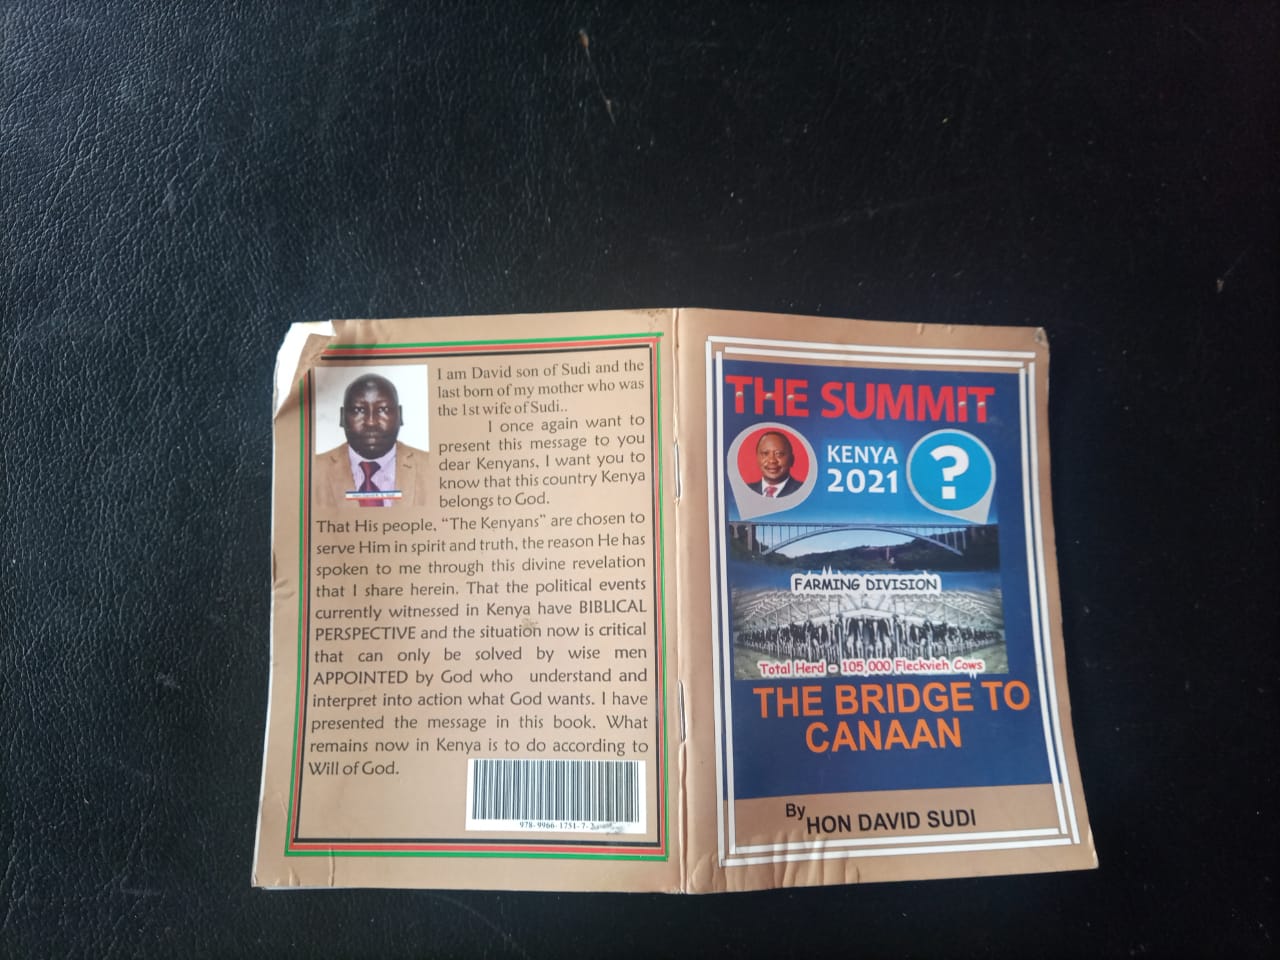 I am David son of Sudi and the
last born of my mother who was
the 1st wife of Sudi..
I once again want to
present this message to you
dear Kenyans, I want you to
know that this country Kenya
belongs to God.
That His people, “The Kenyans” are chosen to
serve Him in spirit and truth, the reason He has
spoken to me through this divine revelation
that I share herein. That the political events
currently witnessed in Kenya have BIBLICAL
PERSPECTIVE and the situation now is critical
that can only be solved by wise men
APPOINTED by God who understand and
interpret into action what God wants. I have
presented the message in this book. What
remains now in Kenya is to do according to
Will of God.
978-9966-1751-7-
THE SUMMIT
KENYA
2021
?
FARMING DIVISION
Total Herd - 105,000 Fleckvieh Cows
THE BRIDGE TO
CANAAN
By
HON DAVID SUDI